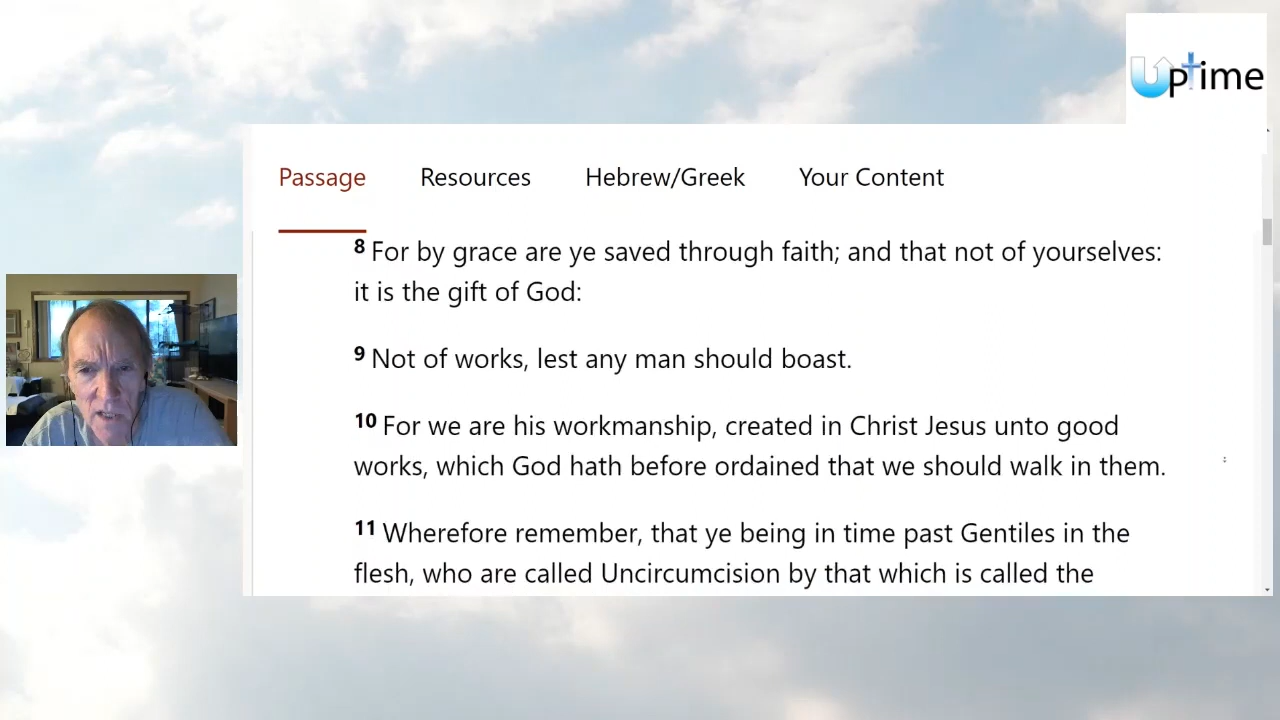 Uptime
Passage Resources Hebrew/Greek Your Content
8 For by grace are ye saved through faith; and that not of yourselves:
it is the gift of God:
9 Not of works, lest any man should boast.
10 For we are his workmanship, created in Christ Jesus unto good
works, which God hath before ordained that we should walk in them.
11 Wherefore remember, that ye being in time past Gentiles in the
flesh, who are called Uncircumcision by that which is called the